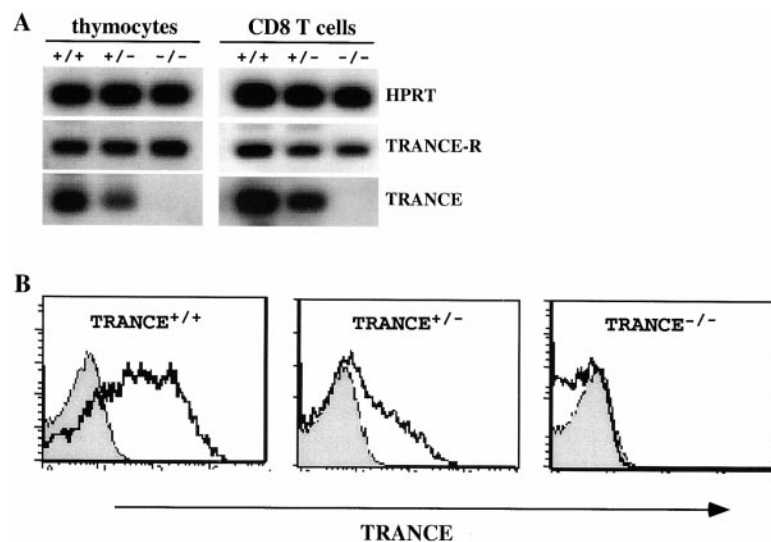 A
thymocytes CD8 T cells
+/+ +/- -/- +/+ +/- -/-
HPRT
TRANCE-R
TRANCE
B
TRANCE+/+ TRANCE+/- TRANCE-/-
TRANCE